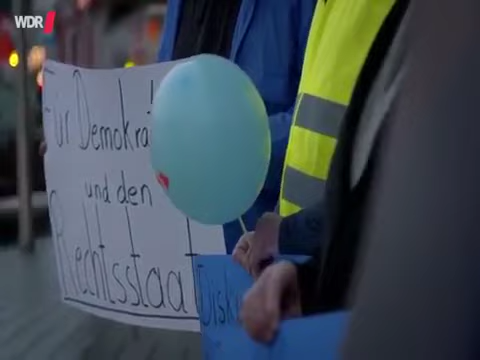 WDR
Für Demokra
und den
Rechtsstaat
Disk